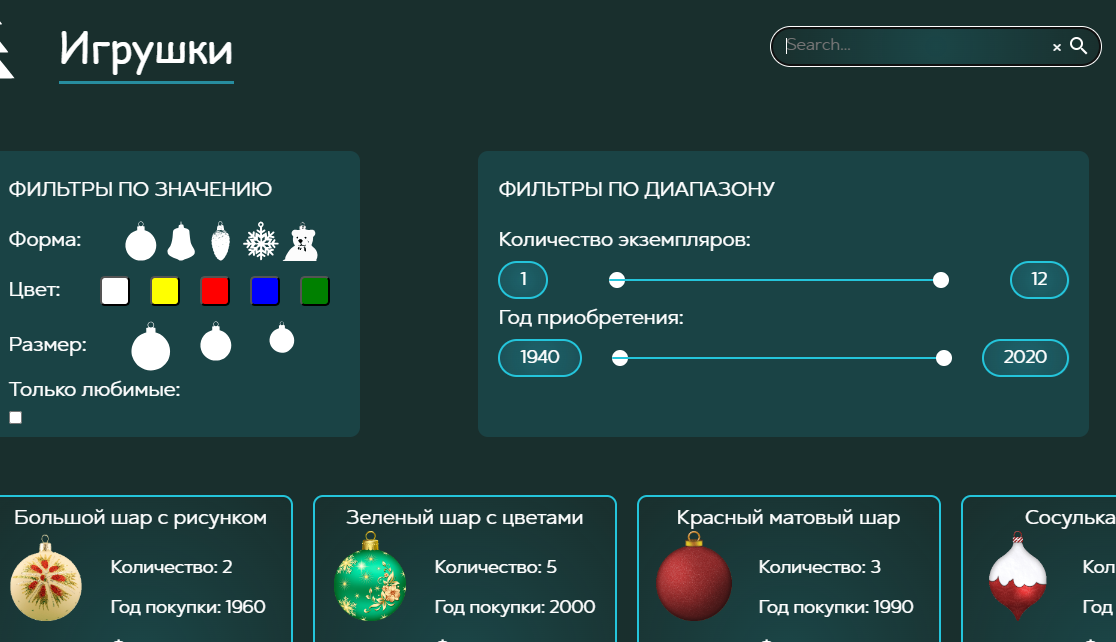 Игрушки
Search...
ФИЛЬТРЫ ПО ЗНАЧЕНИЮ
Форма:
Цвет:
Размер:
Только любимые:
ФИЛЬТРЫ ПО ДИАПАЗОНУ
Количество экземпляров:
1 12
Год приобретения:
1940 2020
Большой шар с рисунком
Количество: 2
Год покупки: 1960
Зеленый шар с цветами
Количество: 5
Год покупки: 2000
Красный матовый шар
Количество: 3
Год покупки: 1990
Сосулька
Кол
Год